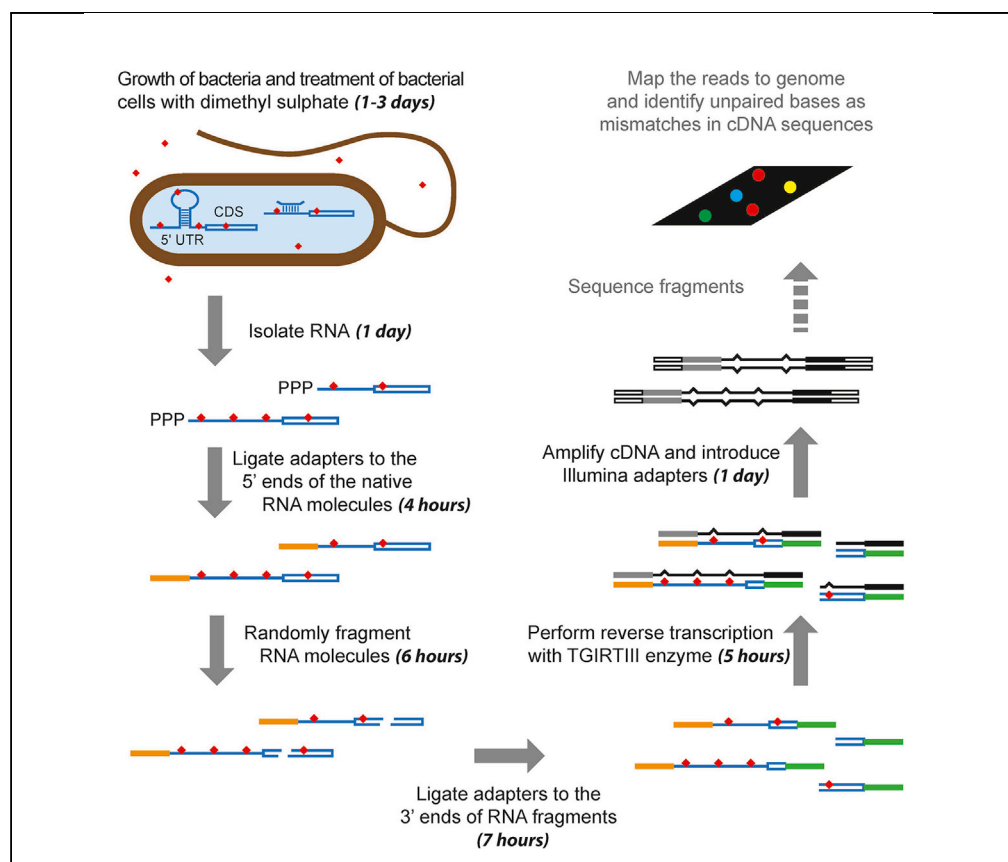 Growth of bacteria and treatment of bacterial
cells with dimethyl sulphate (1-3 days)
CDS
5' UTR
Isolate RNA (1 day)
PPP
PPP
Ligate adapters to the
5' ends of the native
RNA molecules (4 hours)
Randomly fragment
RNA molecules (6 hours)
Ligate adapters to the
3' ends of RNA fragments
(7 hours)
Perform reverse transcription
with TGIRTIII enzyme (5 hours)
Amplify cDNA and introduce
Illumina adapters (1 day)
Sequence fragments
Map the reads to genome
and identify unpaired bases as
mismatches in cDNA sequences